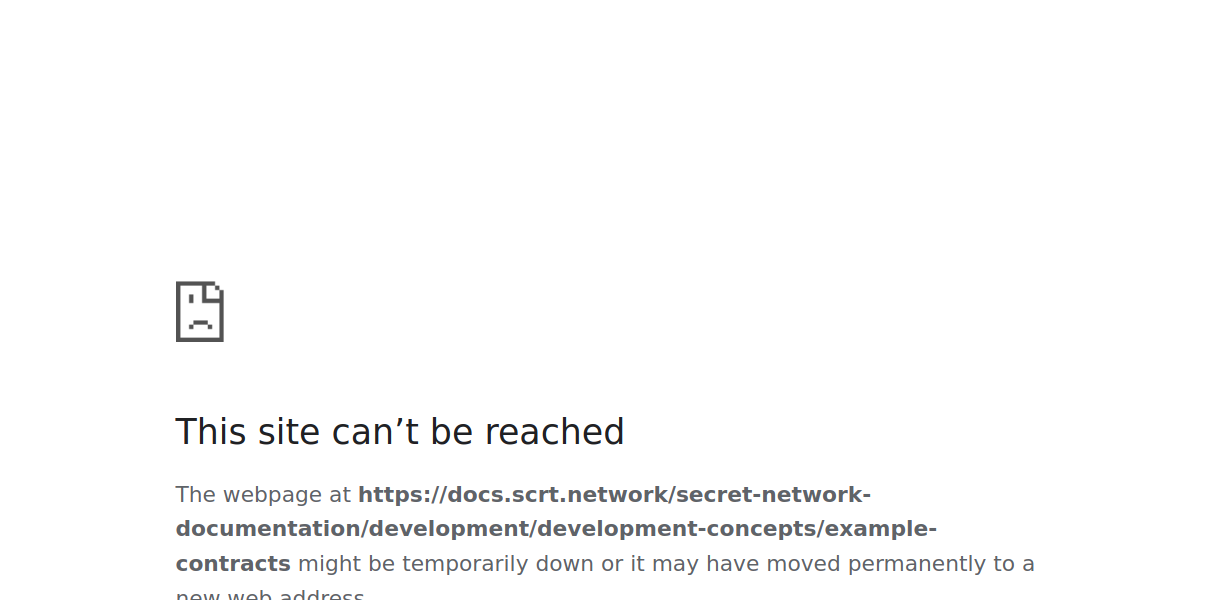 This site can’t be reached
The webpage at https://docs.scrt.network/secret-network-
documentation/development/development-concepts/example-
contracts might be temporarily down or it may have moved permanently to a
new web address.